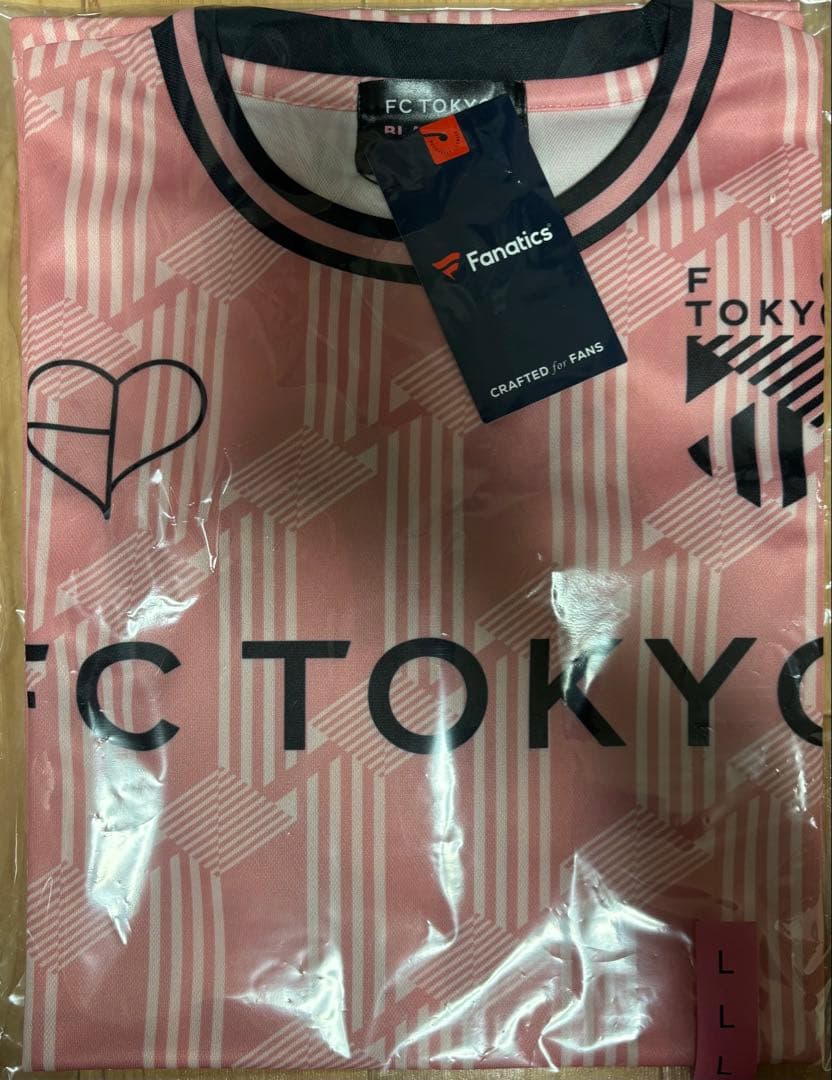 FC TOKYO
Fanatics
CRAFTED for FANS
F
TOKYO
FC TOKYO
L
L
L